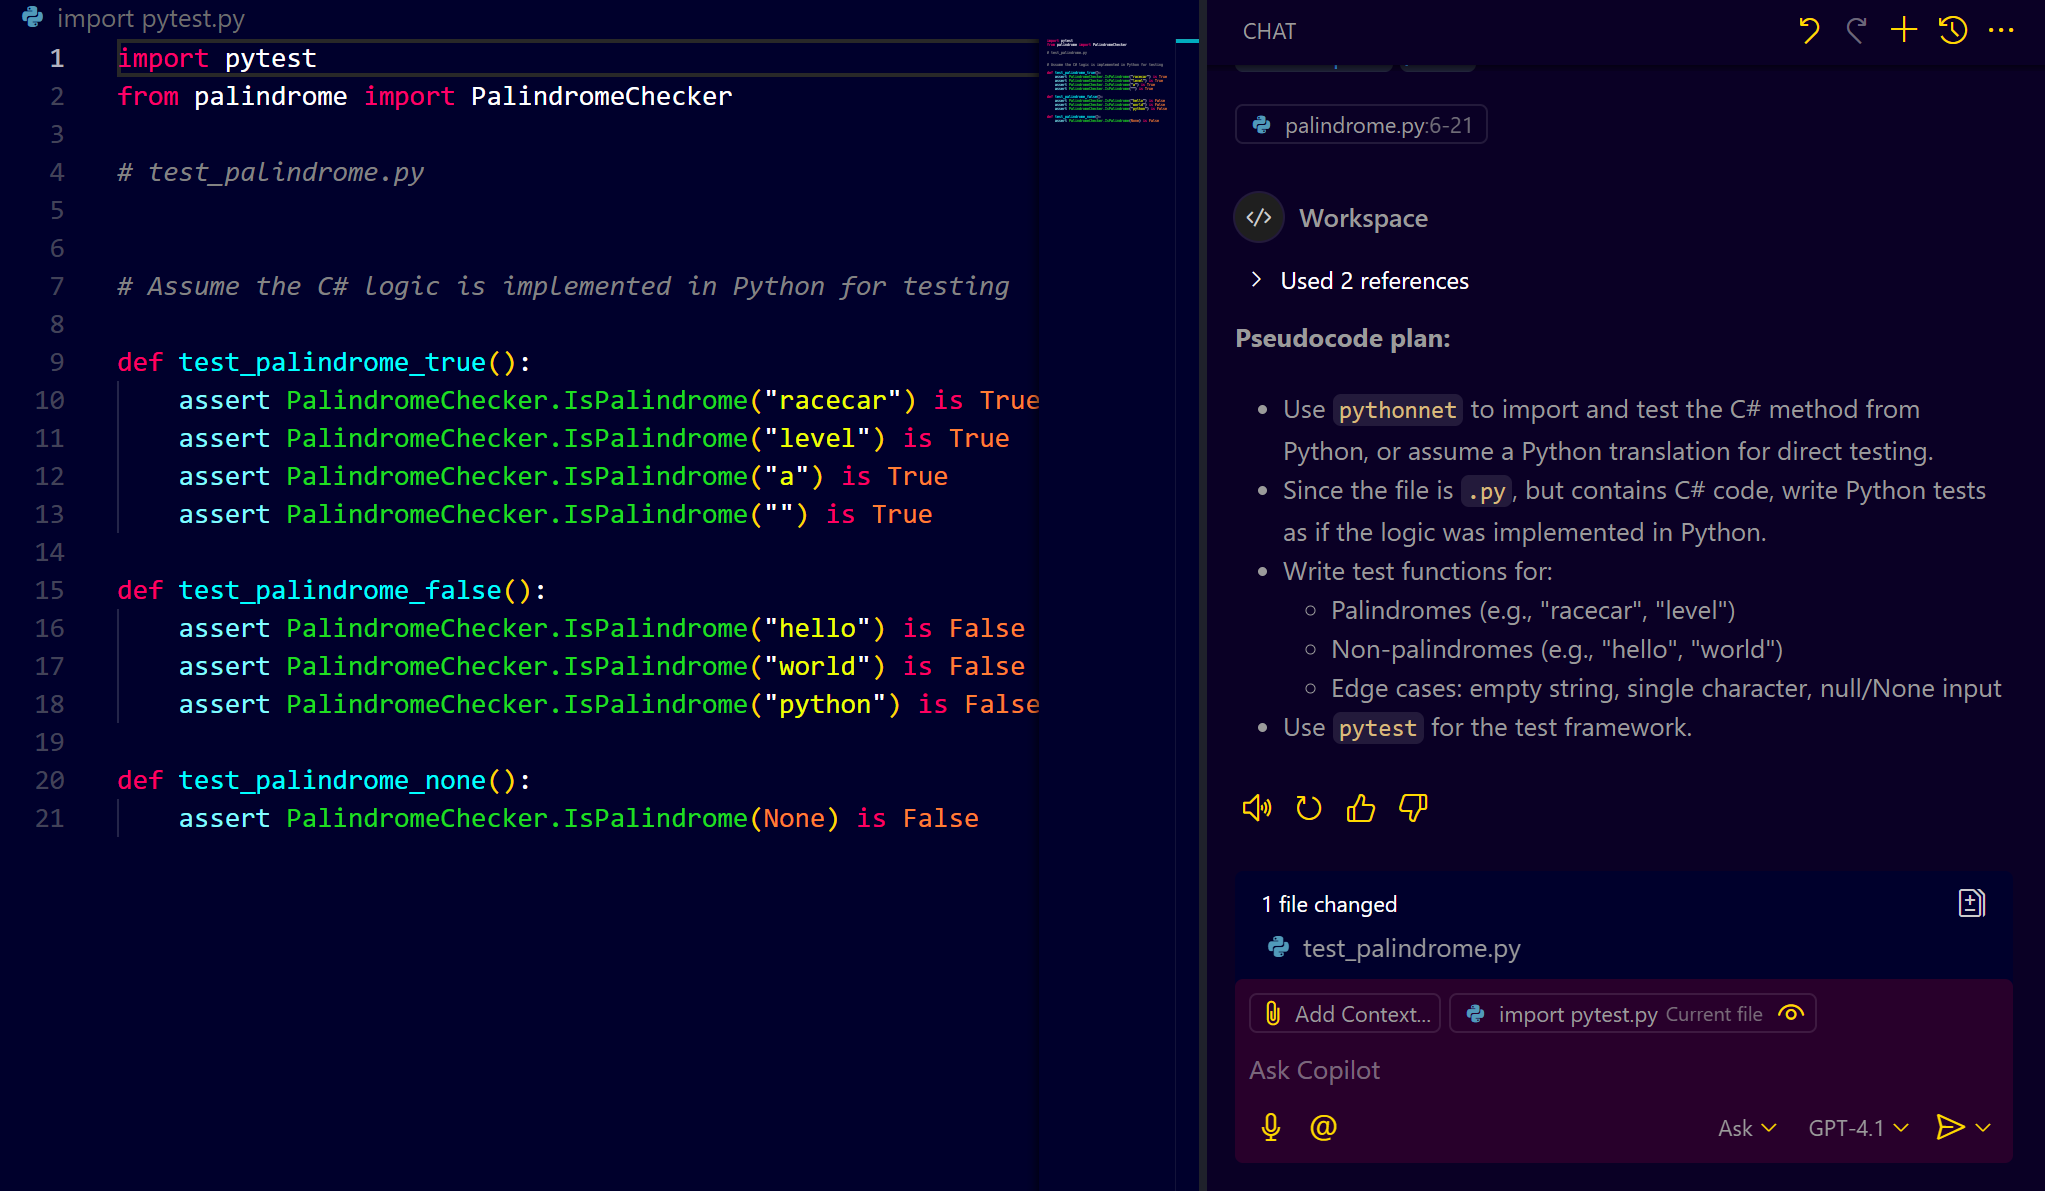 import pytest.py
1 import pytest
2 from palindrome import PalindromeChecker
3
4 # test_palindrome.py
5
6
7 # Assume the C# logic is implemented in Python for testing
8
9 def test_palindrome_true():
10 assert PalindromeChecker.IsPalindrome("racecar") is True
11 assert PalindromeChecker.IsPalindrome("level") is True
12 assert PalindromeChecker.IsPalindrome("a") is True
13 assert PalindromeChecker.IsPalindrome("") is True
14
15 def test_palindrome_false():
16 assert PalindromeChecker.IsPalindrome("hello") is False
17 assert PalindromeChecker.IsPalindrome("world") is False
18 assert PalindromeChecker.IsPalindrome("python") is False
19
20 def test_palindrome_none():
21 assert PalindromeChecker.IsPalindrome(None) is False
CHAT
palindrome.py:6-21
Workspace
Used 2 references
Pseudocode plan:
• Use pythonnet to import and test the C# method from
Python, or assume a Python translation for direct testing.
• Since the file is .py, but contains C# code, write Python tests
as if the logic was implemented in Python.
• Write test functions for:
◦ Palindromes (e.g., "racecar", "level")
◦ Non-palindromes (e.g., "hello", "world")
◦ Edge cases: empty string, single character, null/None input
• Use pytest for the test framework.
1 file changed
test_palindrome.py
Add Context... import pytest.py Current file
Ask Copilot
@ Ask GPT-4.1